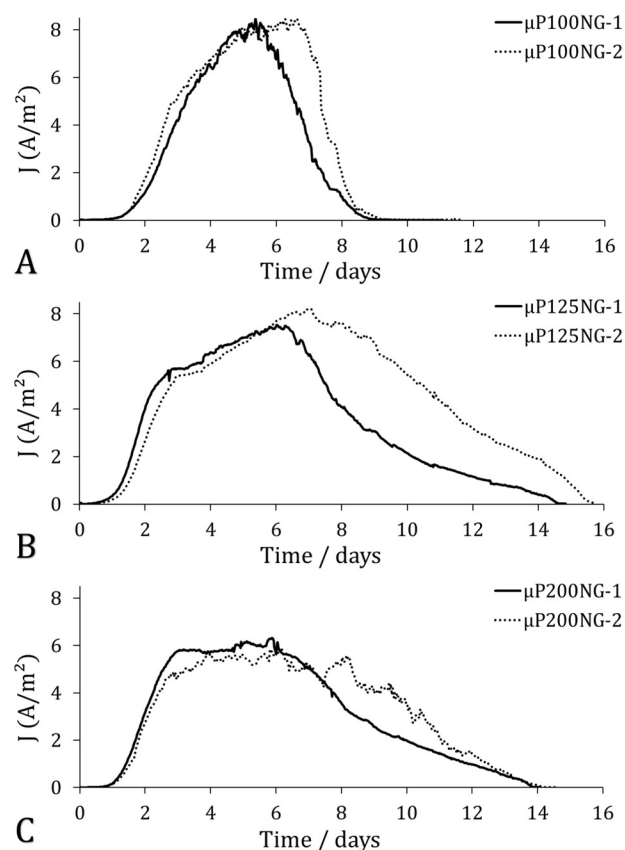 8
6
4
2
0
J (A/m²)
μP100NG-1
μP100NG-2
0 2 4 6 8 10 12 14 16
Time / days
A
8
6
4
2
0
J (A/m²)
μP125NG-1
μP125NG-2
0 2 4 6 8 10 12 14 16
Time / days
B
8
6
4
2
0
J (A/m²)
μP200NG-1
μP200NG-2
0 2 4 6 8 10 12 14 16
Time / days
C